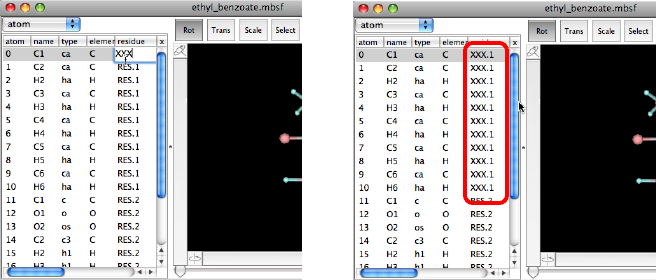 ethyl_benzoate.mbsf
atom
Rot Trans Scale Select
atom name type elemen residue x
0 C1 ca C XYX
1 C2 ca C RES.1
2 H2 ha H RES.1
3 C3 ca C RES.1
4 H3 ha H RES.1
5 C4 ca C RES.1
6 H4 ha H RES.1
7 C5 ca C RES.1
8 H5 ha H RES.1
9 C6 ca C RES.1
10 H6 ha H RES.1
11 C1 c C RES.2
12 O1 o O RES.2
13 O2 os O RES.2
14 C2 c3 C RES.2
15 H2 h1 H RES.2
16 H3 h1 H RES.2
ethyl_benzoate.mbsf
atom
Rot Trans Scale Select
atom name type eleme x
0 C1 ca C XXX.1
1 C2 ca C XXX.1
2 H2 ha H XXX.1
3 C3 ca C XXX.1
4 H3 ha H XXX.1
5 C4 ca C XXX.1
6 H4 ha H XXX.1
7 C5 ca C XXX.1
8 H5 ha H XXX.1
9 C6 ca C XXX.1
10 H6 ha H XXX.1
11 C1 c C RES.2
12 O1 o O RES.2
13 O2 os O RES.2
14 C2 c3 C RES.2
15 H2 h1 H RES.2
16 H3 h1 H RES.2